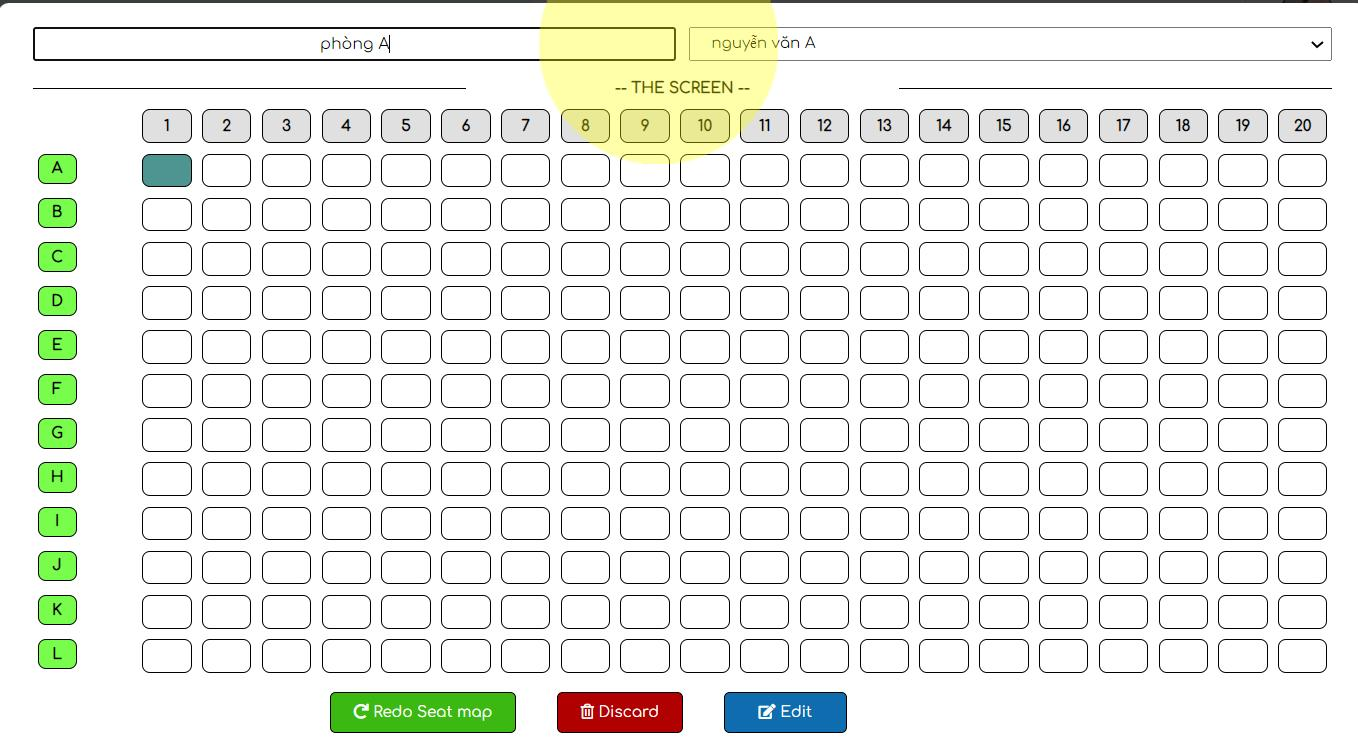 phòng A
nguyễn văn A
-- THE SCREEN --
1 2 3 4 5 6 7 8 9 10 11 12 13 14 15 16 17 18 19 20
A
B
C
D
E
F
G
H
I
J
K
L
Redo Seat map Discard Edit